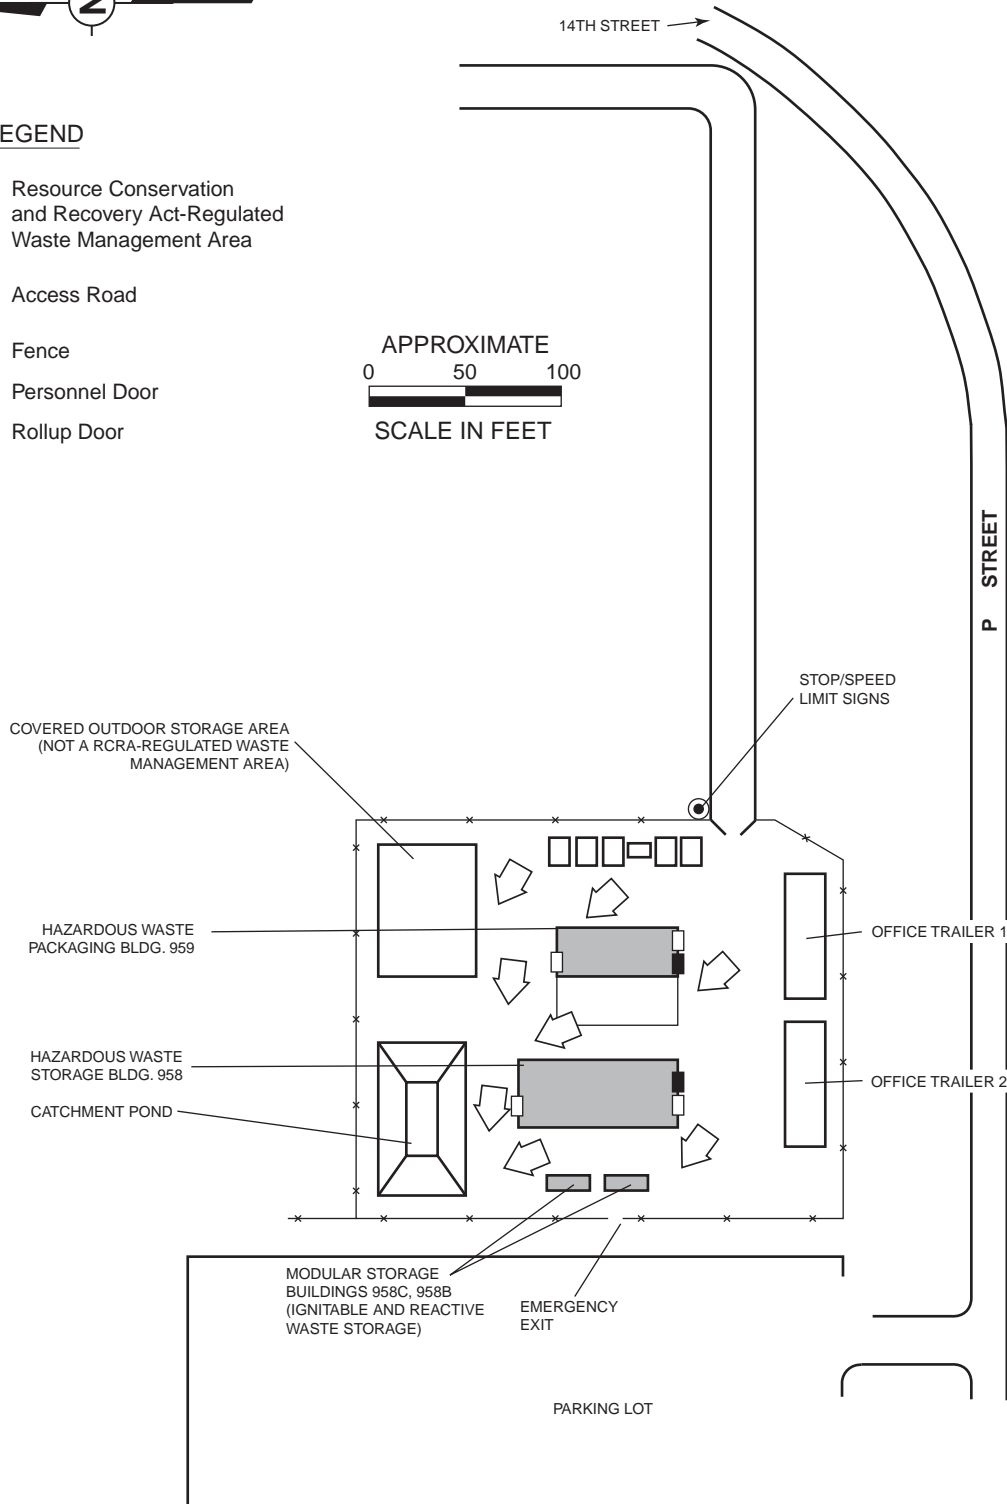 N
14TH STREET
EGEND
Resource Conservation
and Recovery Act-Regulated
Waste Management Area
Access Road
Fence
Personnel Door
Rollup Door
APPROXIMATE
0 50 100
SCALE IN FEET
P STREET
STOP/SPEED
LIMIT SIGNS
COVERED OUTDOOR STORAGE AREA
(NOT A RCRA-REGULATED WASTE
MANAGEMENT AREA)
HAZARDOUS WASTE
PACKAGING BLDG. 959
OFFICE TRAILER 1
HAZARDOUS WASTE
STORAGE BLDG. 958
OFFICE TRAILER 2
CATCHMENT POND
MODULAR STORAGE
BUILDINGS 958C, 958B
(IGNITABLE AND REACTIVE
WASTE STORAGE)
EMERGENCY
EXIT
PARKING LOT